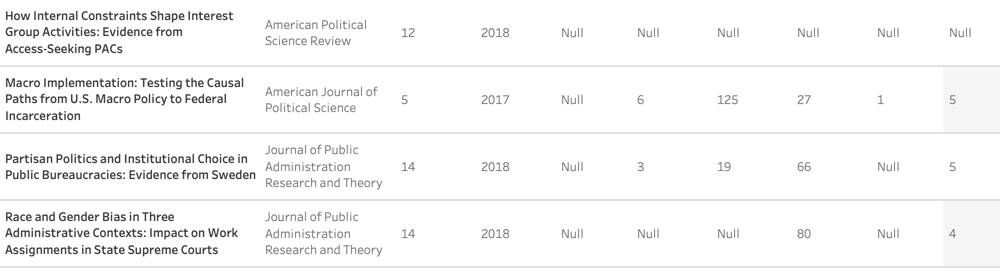 How Internal Constraints Shape Interest
Group Activities: Evidence from
Access-Seeking PACs
American Political
Science Review
12 2018 Null Null Null Null Null Null
Macro Implementation: Testing the Causal
Paths from U.S. Macro Policy to Federal
Incarceration
American Journal of
Political Science
5 2017 Null 6 125 27 1 5
Partisan Politics and Institutional Choice in
Public Bureaucracies: Evidence from Sweden
Journal of Public
Administration
Research and Theory
14 2018 Null 3 19 66 Null 5
Race and Gender Bias in Three
Administrative Contexts: Impact on Work
Assignments in State Supreme Courts
Journal of Public
Administration
Research and Theory
14 2018 Null Null Null 80 Null 4